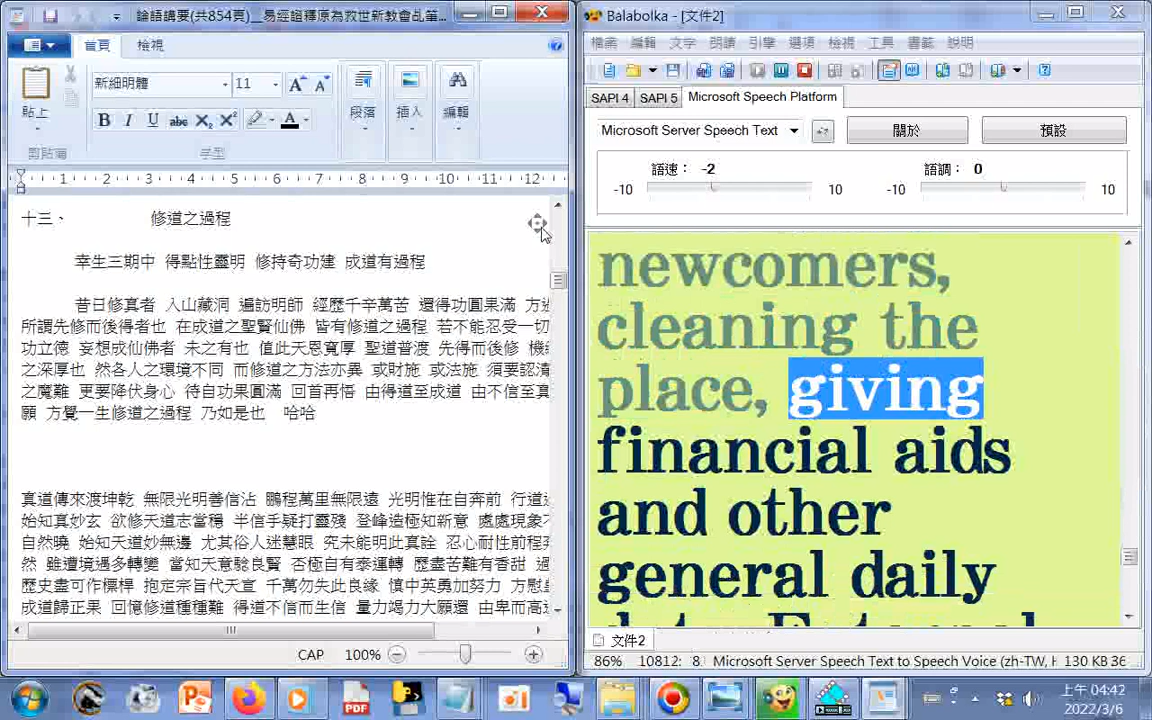 論語講要(共854頁)__易經證釋原為救世新教會乩筆...
首頁 檢視
貼上
新細明體 11
段落 插入 編輯
剪貼簿 字型
1 2 3 4 5 6 7 8 9 10 11 12
十三、 修道之過程
幸生三期中 得點性靈明 修持奇功建 成道有過程
昔日修真者 入山藏洞 遍訪明師 經歷千辛萬苦 還得功圓果滿 方
所謂先修而後得者也 在成道之聖賢仙佛 皆有修道之過程 若不能忍受一切
功立德 妄想成仙佛者 未之有也 值此天恩寬厚 聖道普渡 先得而後修 機
之深厚也 然各人之環境不同 而修道之方法亦異 或財施 或法施 須要認清
之魔難 更要降伏身心 待自功果圓滿 回首再悟 由得道至成道 由不信至真
願 方覺一生修道之過程 乃如是也 哈哈
真道傳來渡坤乾 無限光明善信沾 鵬程萬里無限遠 光明惟在自奔前 行道
始知真妙玄 欲修天道志當穩 半信半疑打靈殘 登峰造極知新意 處處現象
自然曉 始知天道妙無邊 尤其俗人迷慧眼 究未能明此真詮 忍心耐性前程
然 雖遭境遇多轉變 當知天意驗良賢 否極自有泰運轉 歷盡苦難有香甜
歷史盡可作標桿 抱定宗旨代天宣 千萬勿失此良緣 慎中英勇加努力 方慰
成道歸正果 回憶修道種種難 得道不信而生信 量力竭力大願還 由卑而高
CAP 100%
Balabolka - [文件2]
檔案 編輯 文字 朗讀 引擎 選項 檢視 工具 書籤 說明
SAPI 4 SAPI 5 Microsoft Speech Platform
Microsoft Server Speech Text 關於 預設
語速： -2 語調： 0
-10 10 -10 10
newcomers,
cleaning the
place, giving
financial aids
and other
general daily
文件2
86% 10812: 8 Microsoft Server Speech Text to Speech Voice (zh-TW, H 130 KB 36
上午 04:42
2022/3/6